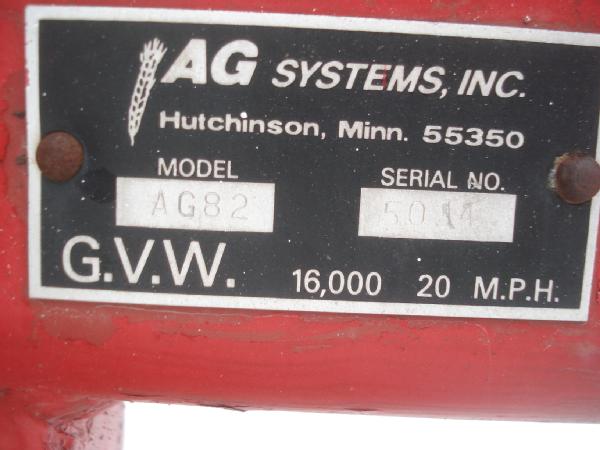 AG SYSTEMS, INC.
Hutchinson, Minn. 55350
MODEL SERIAL NO.
AG82 5014
G.V.W. 16,000 20 M.P.H.